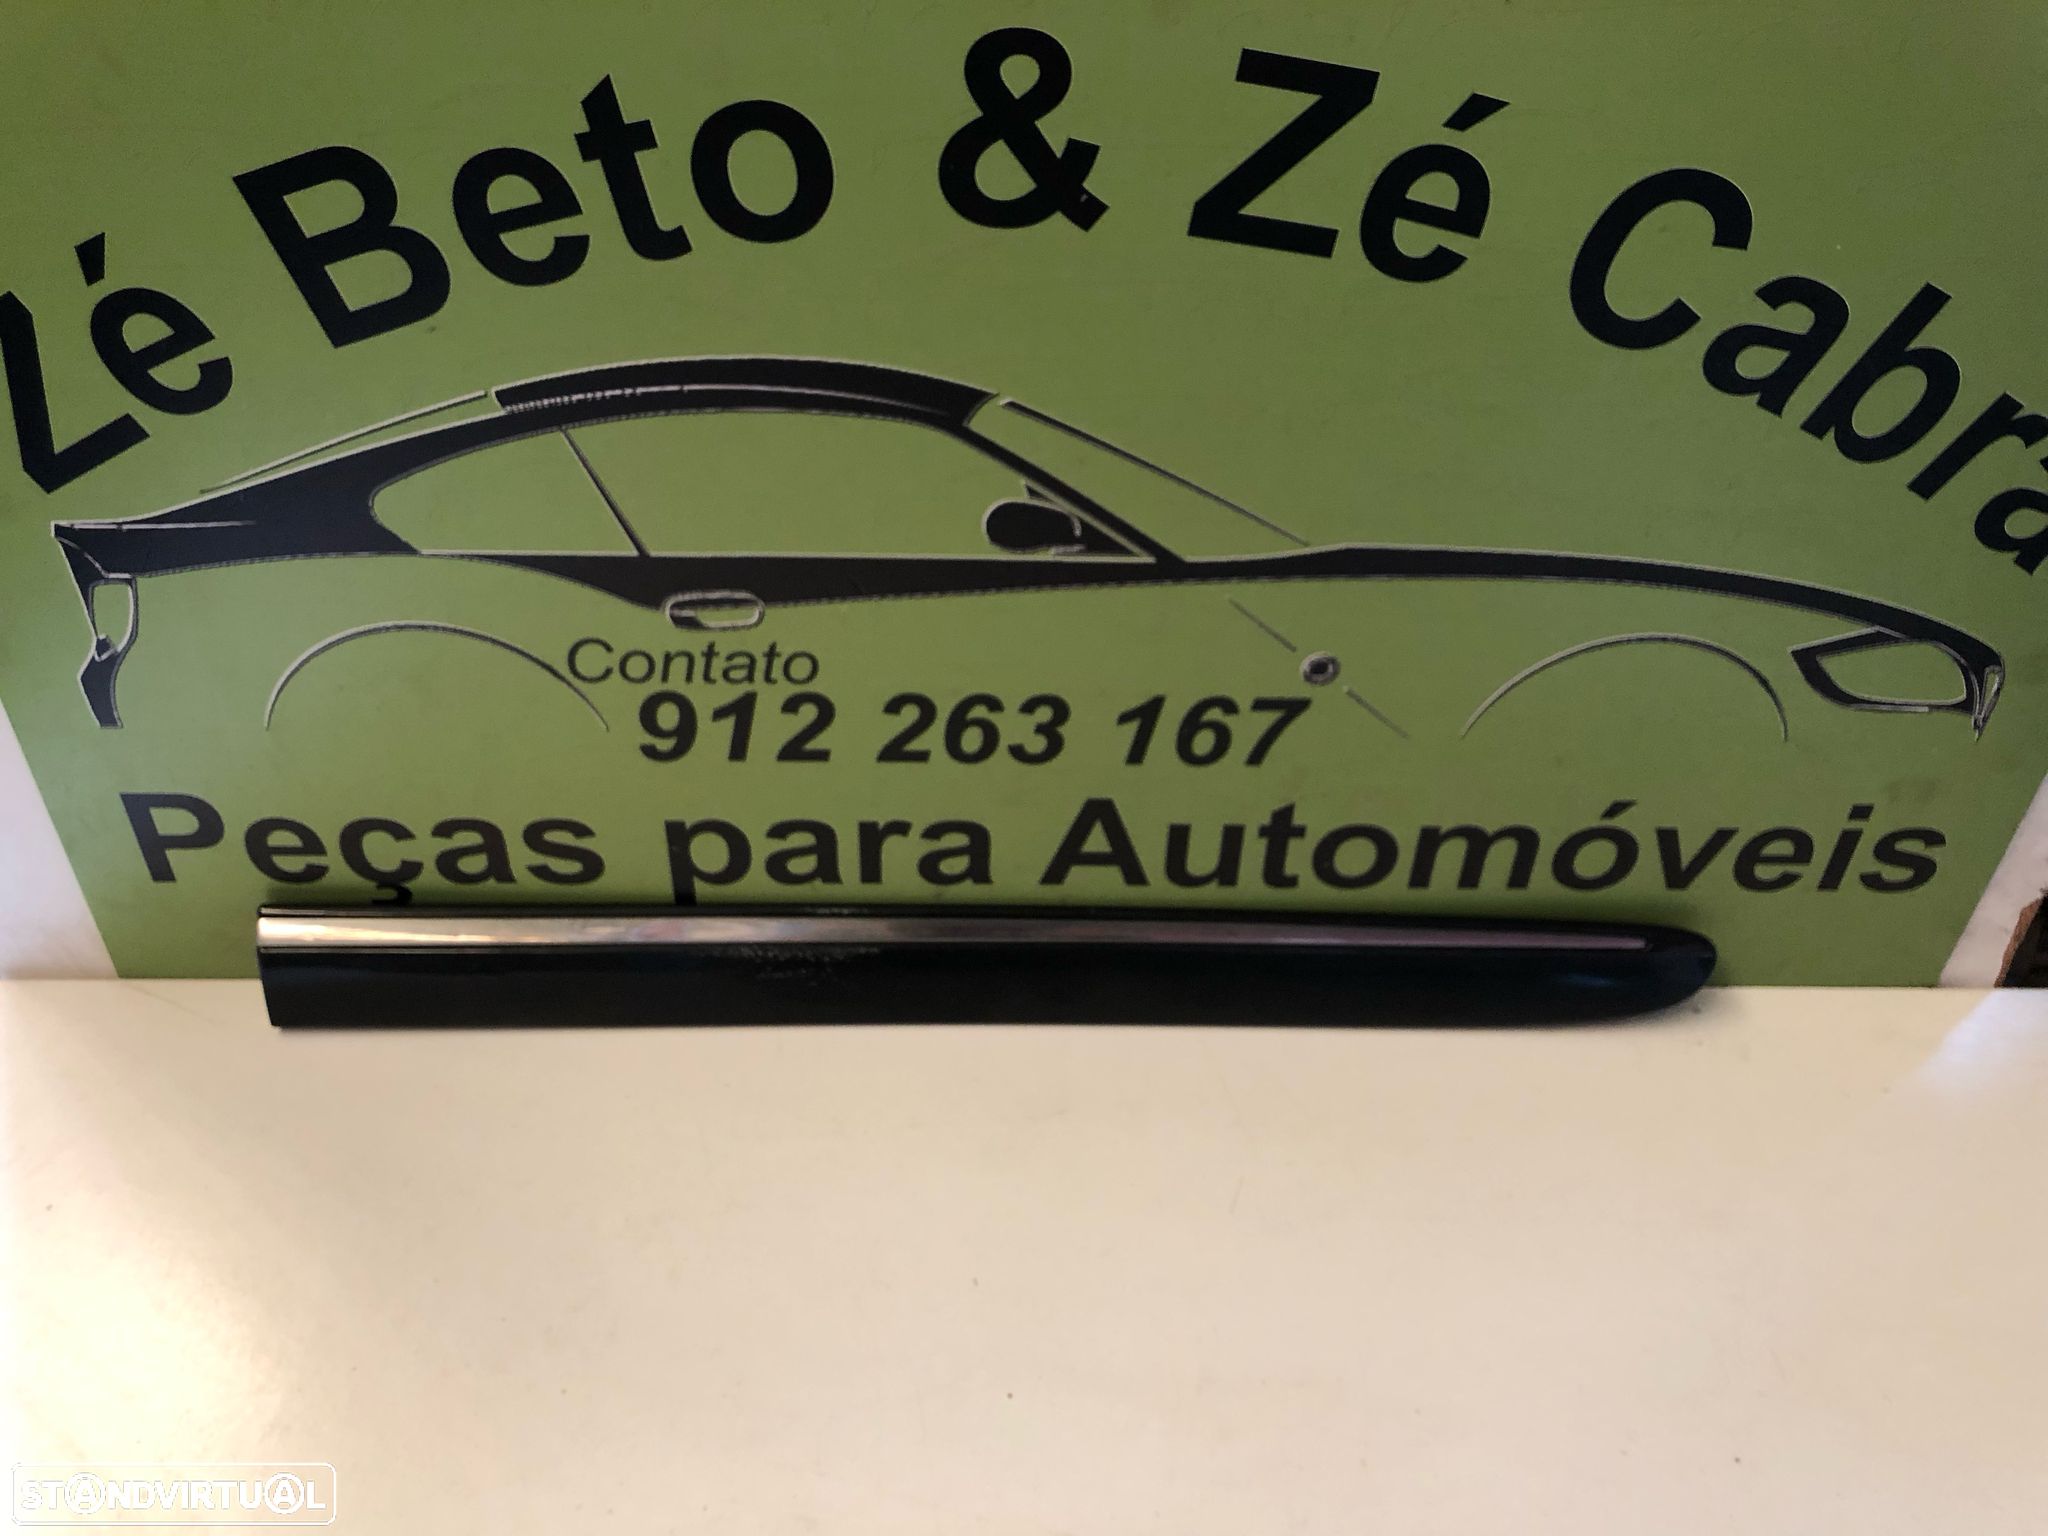 Zé Beto & Zé Cabra
Contato
912 263 167
Peças para Automóveis
STANDVIRTUAL